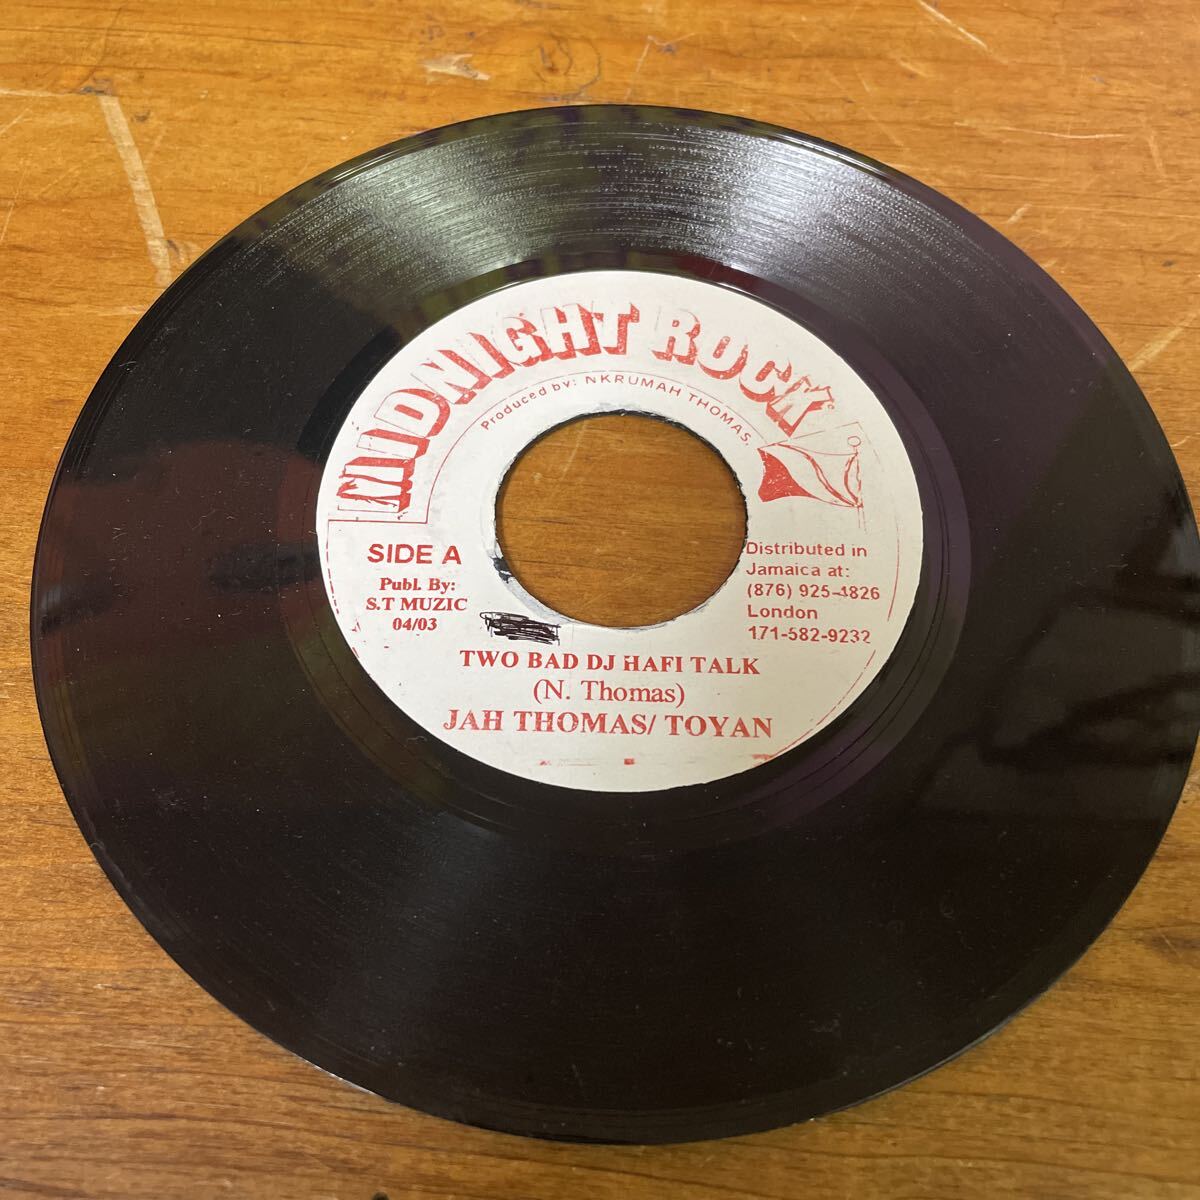 MIDNIGHT ROCK
Produced by: NKRUMAH THOMAS.
SIDE A
Publ. By:
S.T MUZIC
04/03
Distributed in
Jamaica at:
(876) 925-4826
London
171-582-9232
TWO BAD DJ HAFI TALK
(N. Thomas)
JAH THOMAS/ TOYAN